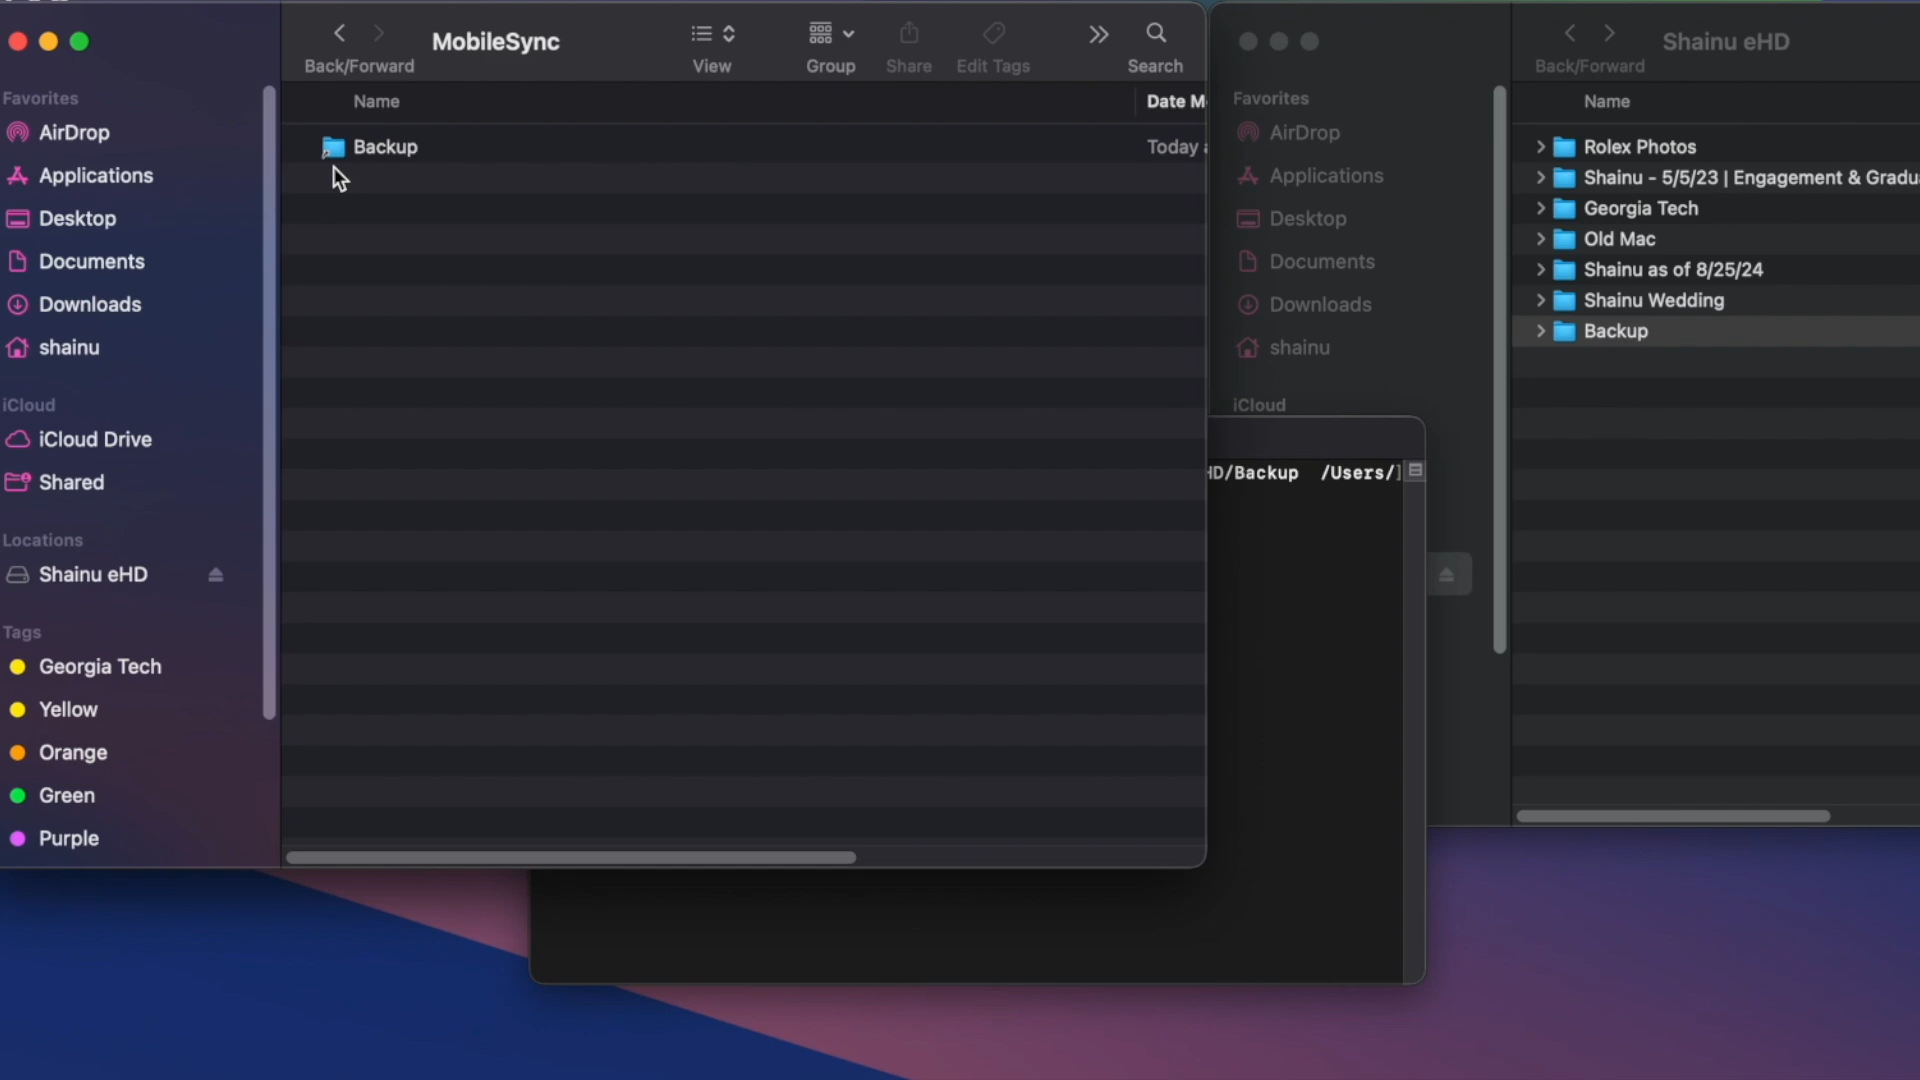 MobileSync
Back/Forward
View
Group
Share
Edit Tags
Search
Favorites
AirDrop
Applications
Desktop
Documents
Downloads
shainu
iCloud
iCloud Drive
Shared
Locations
Shainu eHD
Tags
Georgia Tech
Yellow
Orange
Green
Purple
Name
Date M
Backup
Today
Shainu eHD
Back/Forward
Favorites
AirDrop
Applications
Desktop
Documents
Downloads
shainu
iCloud
Name
Rolex Photos
Shainu - 5/5/23 | Engagement & Gradu
Georgia Tech
Old Mac
Shainu as of 8/25/24
Shainu Wedding
Backup
HD/Backup /Users/]